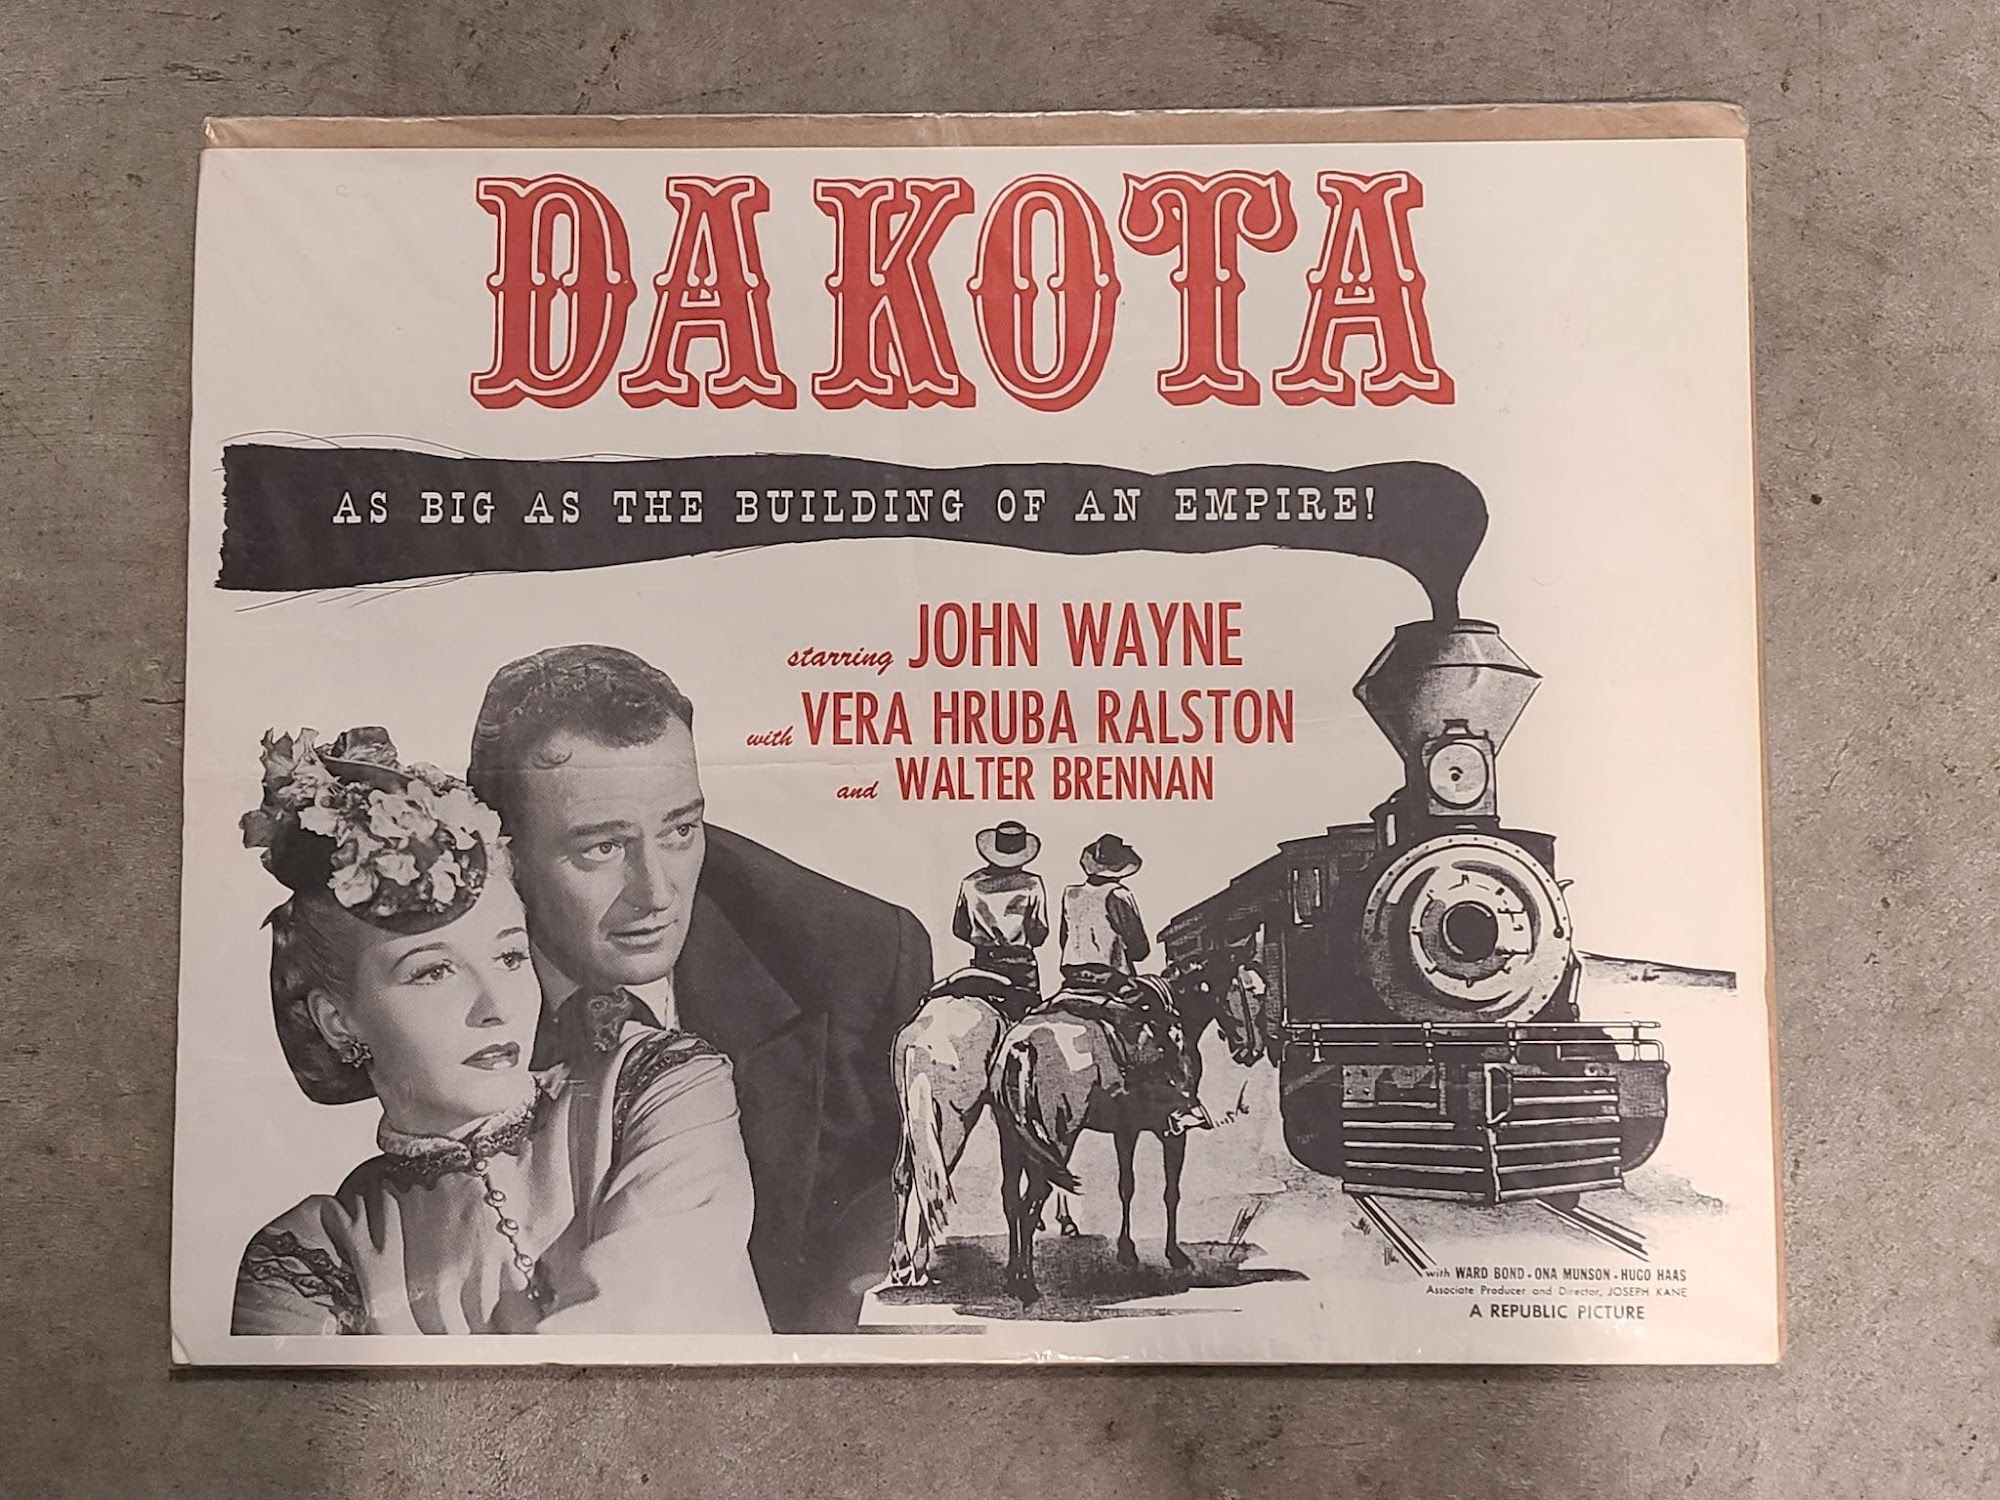 DAKOTA
AS BIG AS THE BUILDING OF AN EMPIRE!
starring JOHN WAYNE
with VERA HRUBA RALSTON
and WALTER BRENNAN
with WARD BOND - ONA MUNSON - HUGO HAAS
Associate Producer and Director, JOSEPH KANE
A REPUBLIC PICTURE